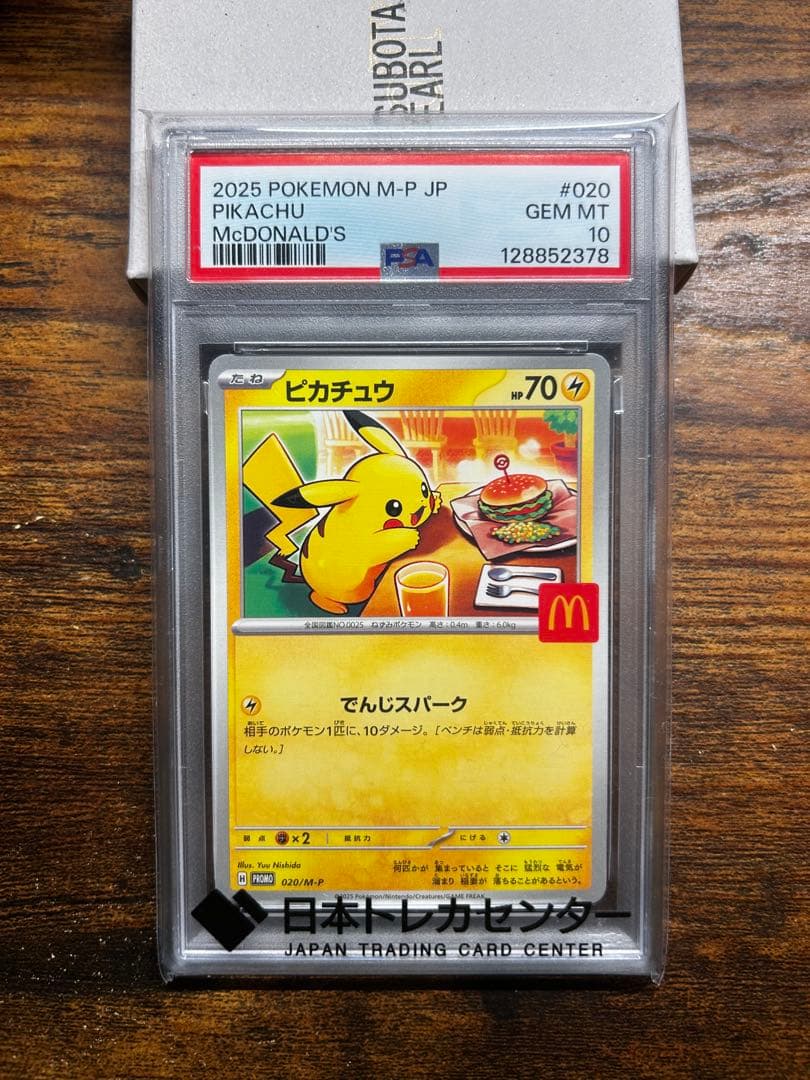 SUBOTA
EARL
2025 POKEMON M-P JP #020
PIKACHU GEM MT
McDONALD'S 10
PSA 128852378
たね ピカチュウ HP70
全国図鑑NO.0025 ねずみポケモン 高さ:0.4m 重さ:6.0kg
でんじスパーク
相手のポケモン1匹に、10ダメージ。[ベンチは弱点・抵抗力を計算
しない。]
弱点 ×2 抵抗力 にげる
Illus. Yuu Nishida
何匹かが 集まっていると そこに 猛烈な 電気が
溜まり 稲妻が 落ちることがあるという。
H PROMO 020/M-P
©2025 Pokémon/Nintendo/Creatures/GAME FREAK
日本トレカセンター
JAPAN TRADING CARD CENTER